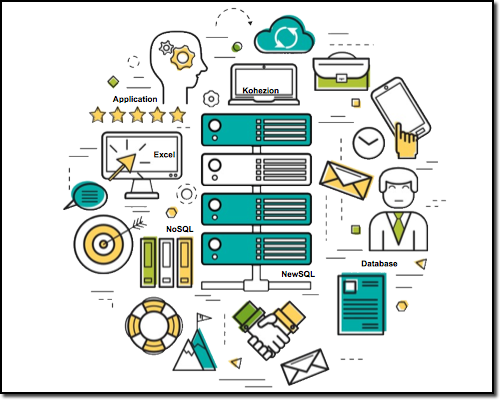 Kohezion
Application
Excel
NoSQL
Database
NewSQL